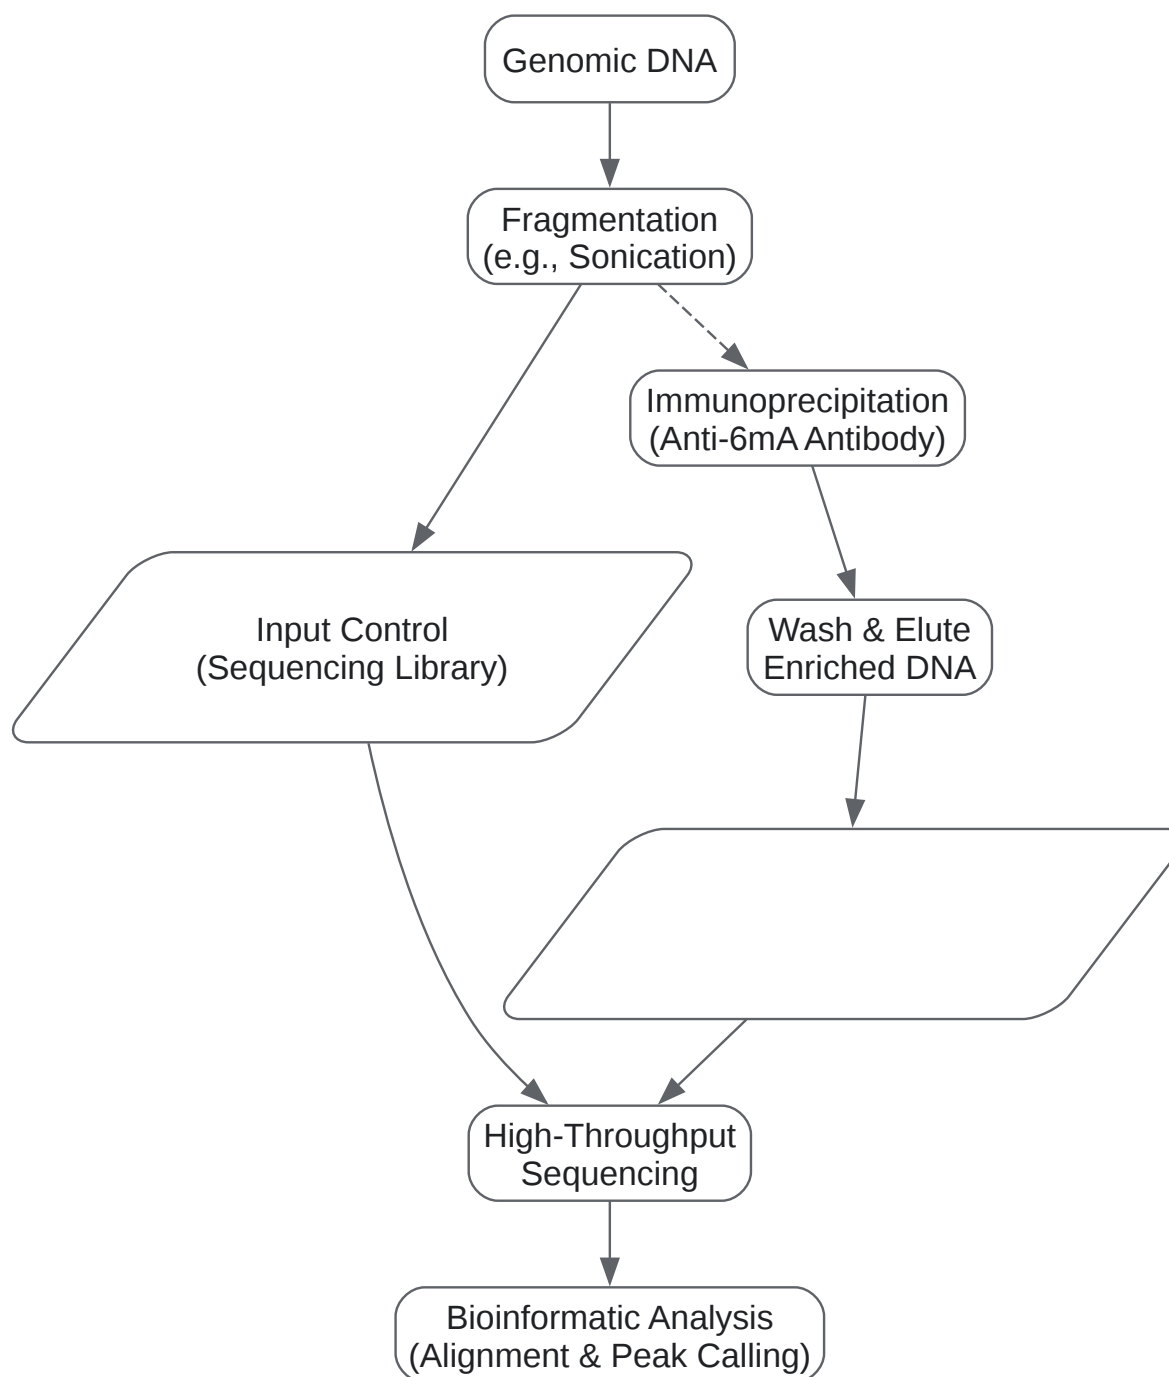 Genomic DNA
Fragmentation
(e.g., Sonication)
Immunoprecipitation
(Anti-6mA Antibody)
Input Control
(Sequencing Library)
Wash & Elute
Enriched DNA
High-Throughput
Sequencing
Bioinformatic Analysis
(Alignment & Peak Calling)